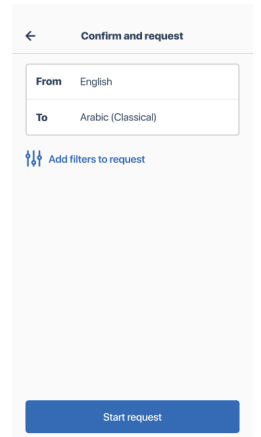 Confirm and request
From English
To Arabic (Classical)
Add filters to request
Start request